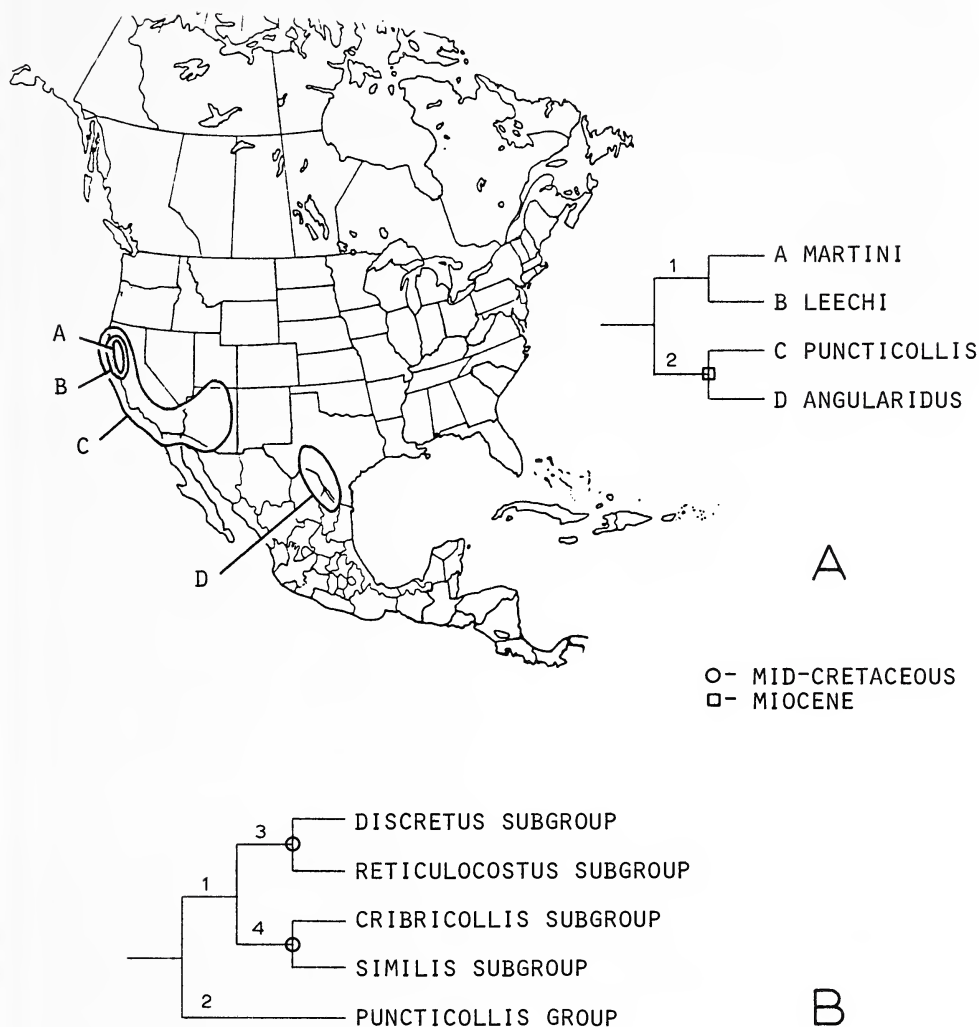 A
B
C
D
1
A MARTINI
B LEECHI
2
C PUNCTICOLLIS
D ANGULARIDUS
A
O- MID-CRETACEOUS
□- MIOCENE
3
DISCRETUS SUBGROUP
RETICULOCOSTUS SUBGROUP
1
CRIBRICOLLIS SUBGROUP
4
SIMILIS SUBGROUP
2
PUNCTICOLLIS GROUP
B